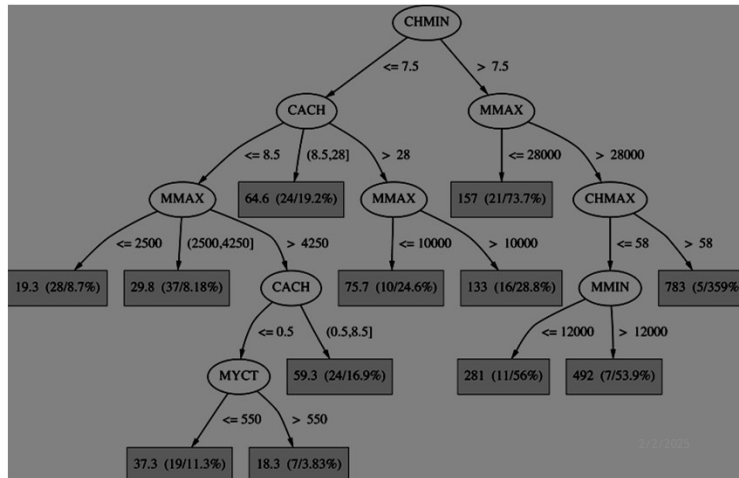 CHMIN
<= 7.5 > 7.5
CACH MMAX
<= 8.5 (8.5,28] > 28 <= 28000 > 28000
MMAX 64.6 (24/19.2%) MMAX 157 (21/73.7%) CHMAX
<= 2500 (2500,4250] > 4250 <= 10000 > 10000 <= 58 > 58
19.3 (28/8.7%) 29.8 (37/8.18%) CACH 75.7 (10/24.6%) 133 (16/28.8%) MMIN 783 (5/359%
<= 0.5 (0.5,8.5] <= 12000 > 12000
MYCT 59.3 (24/16.9%) 281 (11/56%) 492 (7/53.9%)
<= 550 > 550
2/2/2025
37.3 (19/11.3%) 18.3 (7/3.83%)